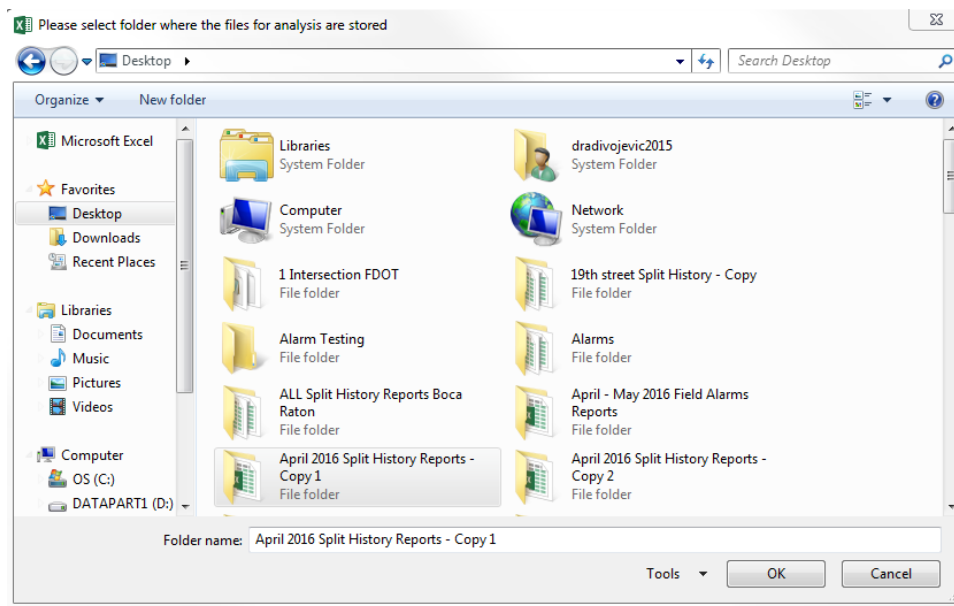 Please select folder where the files for analysis are stored
Desktop
Search Desktop
Organize
New folder
Microsoft Excel
Favorites
Desktop
Downloads
Recent Places
Libraries
Documents
Music
Pictures
Videos
Computer
OS (C:)
DATAPART1 (D:)
Libraries
System Folder
dradivojevic2015
System Folder
Computer
System Folder
Network
System Folder
1 Intersection FDOT
File folder
19th street Split History - Copy
File folder
Alarm Testing
File folder
Alarms
File folder
ALL Split History Reports Boca
Raton
File folder
April - May 2016 Field Alarms
Reports
File folder
April 2016 Split History Reports -
Copy 1
File folder
April 2016 Split History Reports -
Copy 2
File folder
Folder name: April 2016 Split History Reports - Copy 1
Tools
OK
Cancel